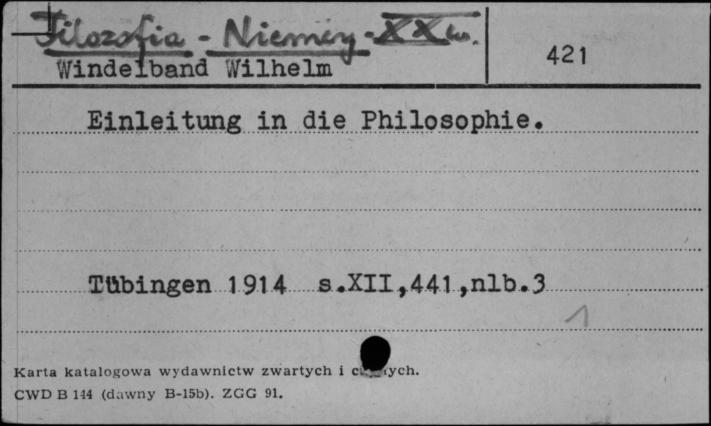 Filozofia - Niemcy - XX w.
421
Windelband Wilhelm
Einleitung in die Philosophie.
Tübingen 1914 s.XII,441,nlb.3
1
Karta katalogowa wydawnictw zwartych i
CWD B 144 (dawny B-15b). ZGG 91.